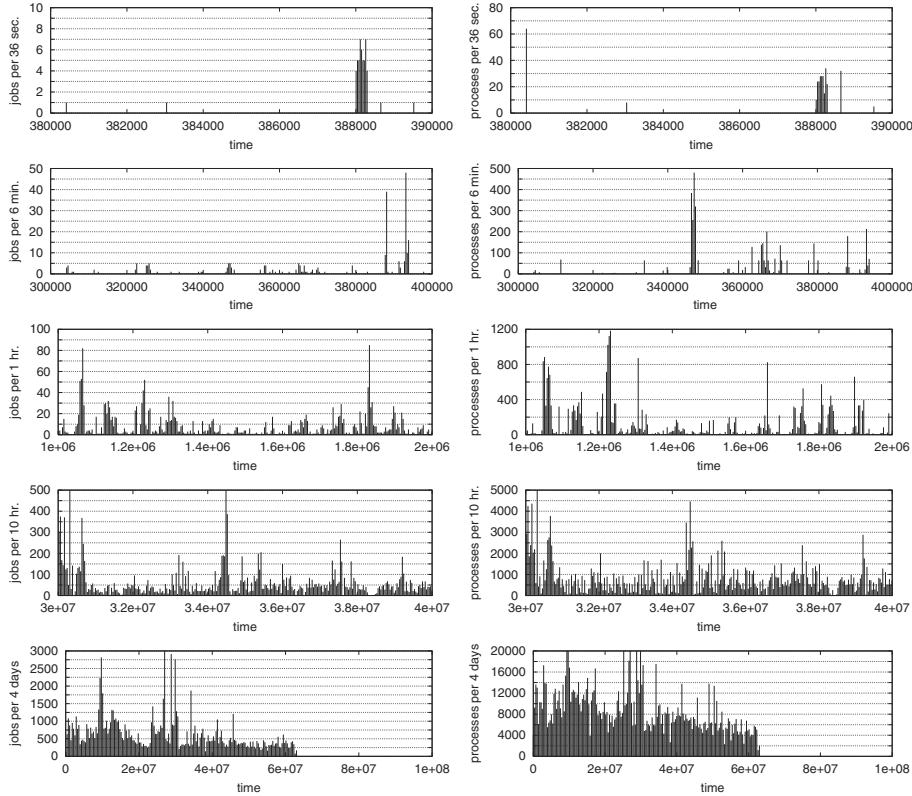 10
8
6
4
2
0
jobs per 36 sec.
380000 382000 384000 386000 388000 390000
time
80
60
40
20
0
proceses per 36 sec.
380000 382000 384000 386000 388000 390000
time
50
40
30
20
10
0
jobs per 6 min.
300000 320000 340000 360000 380000 400000
time
500
400
300
200
100
0
processes per 6 min.
300000 320000 340000 360000 380000 400000
time
100
80
60
40
20
0
jobs per 1 hr.
1e+06 1.2e+06 1.4e+06 1.6e+06 1.8e+06 2e+06
time
1200
800
400
0
processes per 1 hr.
1e+06 1.2e+06 1.4e+06 1.6e+06 1.8e+06 2e+06
time
500
400
300
200
100
0
jobs per 10 hr.
3e+07 3.2e+07 3.4e+07 3.6e+07 3.8e+07 4e+07
time
5000
4000
3000
2000
1000
0
processes per 10 hr.
3e+07 3.2e+07 3.4e+07 3.6e+07 3.8e+07 4e+07
time
3000
2500
2000
1500
1000
500
0
jobs per 4 days
0 2e+07 4e+07 6e+07 8e+07 1e+08
time
20000
16000
12000
8000
4000
0
processes per 4 days
0 2e+07 4e+07 6e+07 8e+07 1e+08
time